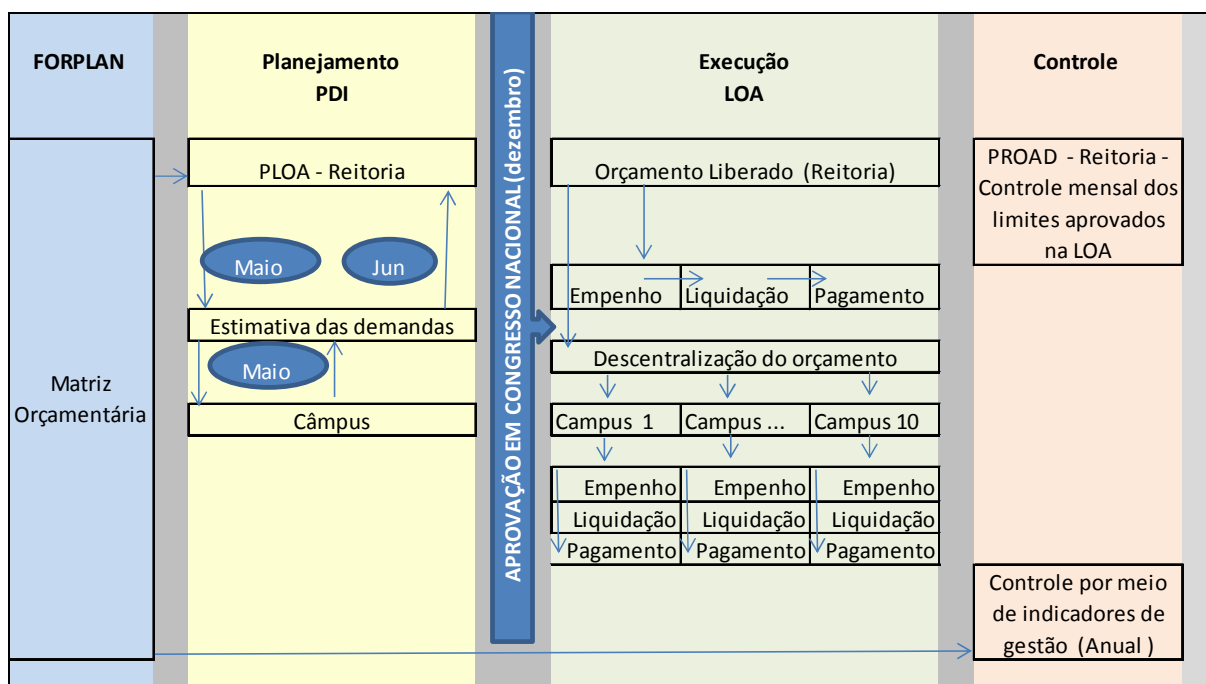 FORPLAN
Matriz
Orçamentária
Planejamento
PDI
PLOA - Reitoria
Maio
Jun
Estimativa das demandas
Maio
Câmpus
APROVAÇÃO EM CONGRESSO NACIONAL (dezembro)
Execução
LOA
Orçamento Liberado (Reitoria)
Empenho Liquidação Pagamento
Descentralização do orçamento
Campus 1 Campus ... Campus 10
Empenho Empenho Empenho
Liquidação Liquidação Liquidação
Pagamento Pagamento Pagamento
Controle
PROAD - Reitoria -
Controle mensal dos
limites aprovados
na LOA
Controle por meio
de indicadores de
gestão (Anual )